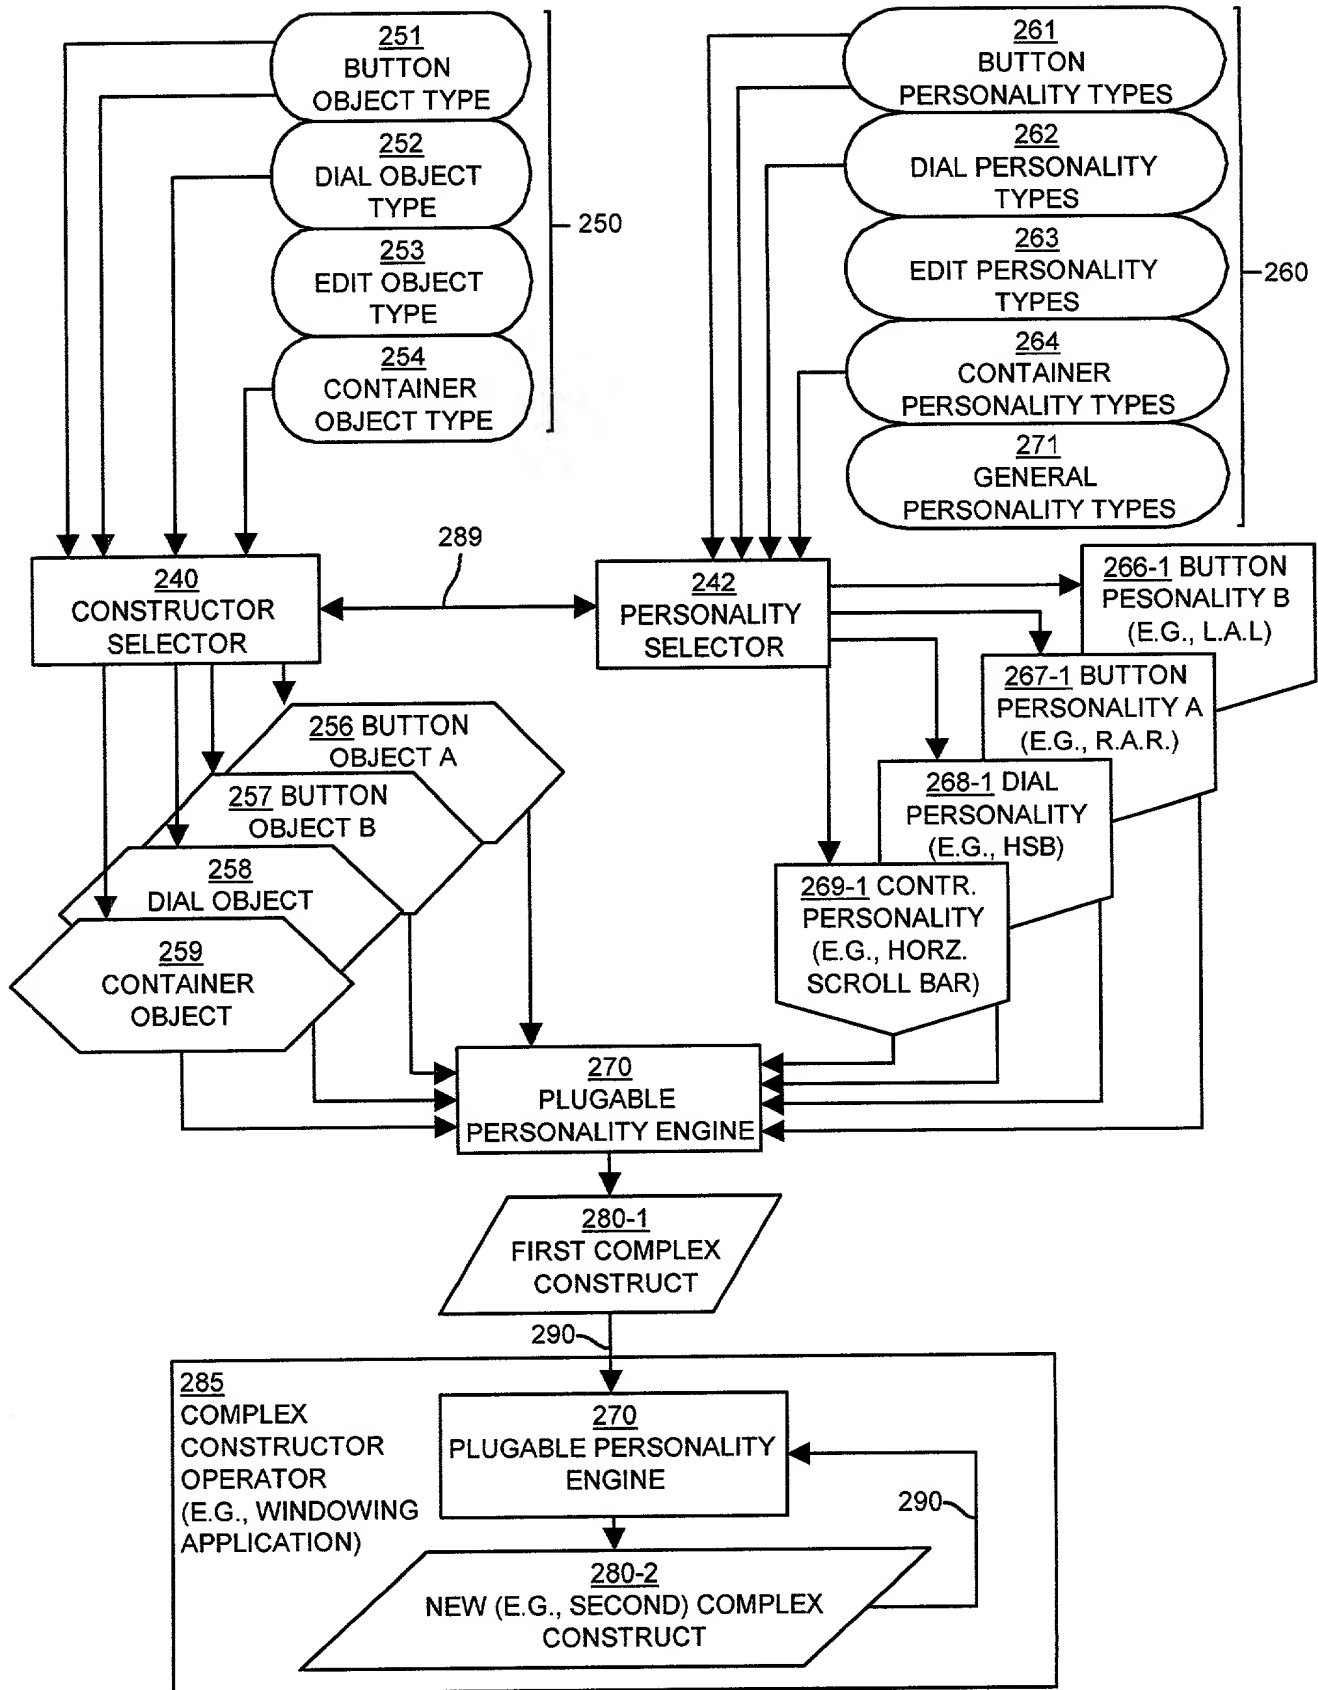 251
BUTTON
OBJECT TYPE
252
DIAL OBJECT
TYPE
253
EDIT OBJECT
TYPE
254
CONTAINER
OBJECT TYPE
250
261
BUTTON
PERSONALITY TYPES
262
DIAL PERSONALITY
TYPES
263
EDIT PERSONALITY
TYPES
264
CONTAINER
PERSONALITY TYPES
271
GENERAL
PERSONALITY TYPES
260
289
240
CONSTRUCTOR
SELECTOR
242
PERSONALITY
SELECTOR
266-1 BUTTON
PESONALITY B
(E.G., L.A.L)
267-1 BUTTON
PERSONALITY A
(E.G., R.A.R.)
268-1 DIAL
PERSONALITY
(E.G., HSB)
269-1 CONTR.
PERSONALITY
(E.G., HORZ.
SCROLL BAR)
256 BUTTON
OBJECT A
257 BUTTON
OBJECT B
258
DIAL OBJECT
259
CONTAINER
OBJECT
270
PLUGABLE
PERSONALITY ENGINE
280-1
FIRST COMPLEX
CONSTRUCT
290
285
COMPLEX
CONSTRUCTOR
OPERATOR
(E.G., WINDOWING
APPLICATION)
270
PLUGABLE PERSONALITY
ENGINE
290
280-2
NEW (E.G., SECOND) COMPLEX
CONSTRUCT